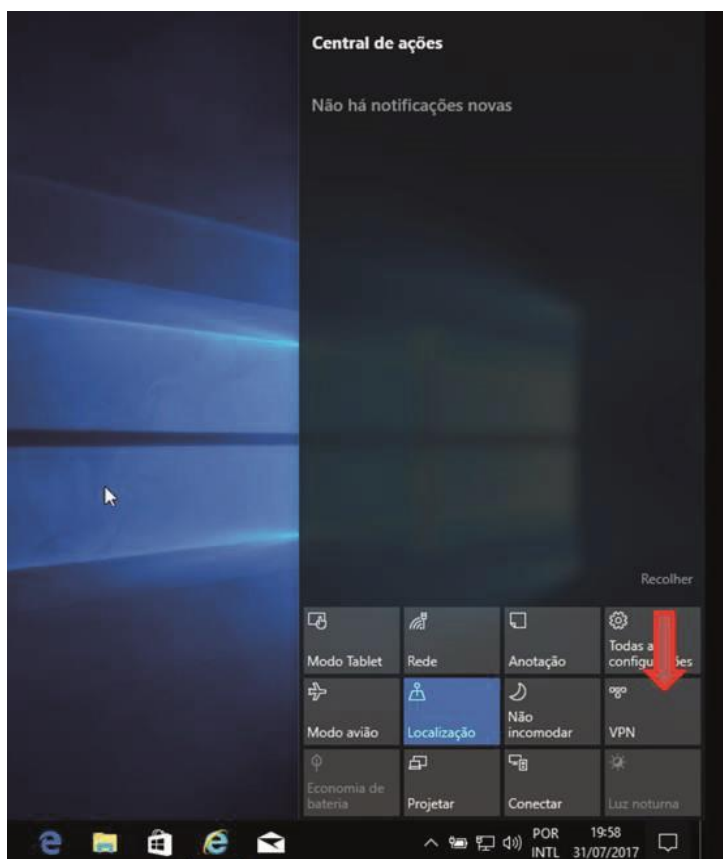 Central de ações
Não há notificações novas
Recolher
Modo Tablet
Rede
Anotação
Todas a
configu ões
Modo avião
Localização
Não
incomodar
VPN
Economia de
bateria
Projetar
Conectar
Luz noturna
POR
INTL
19:58
31/07/2017